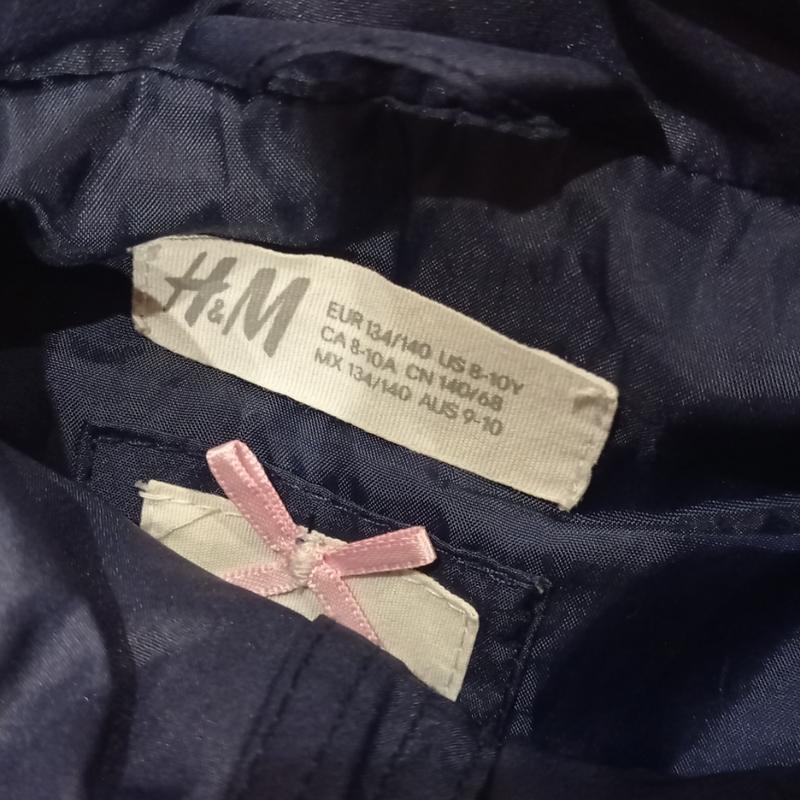 H&M
EUR 134/140 US 8-10Y
CA 8-10A CN 140/68
MX 134/140 AUS 9-10